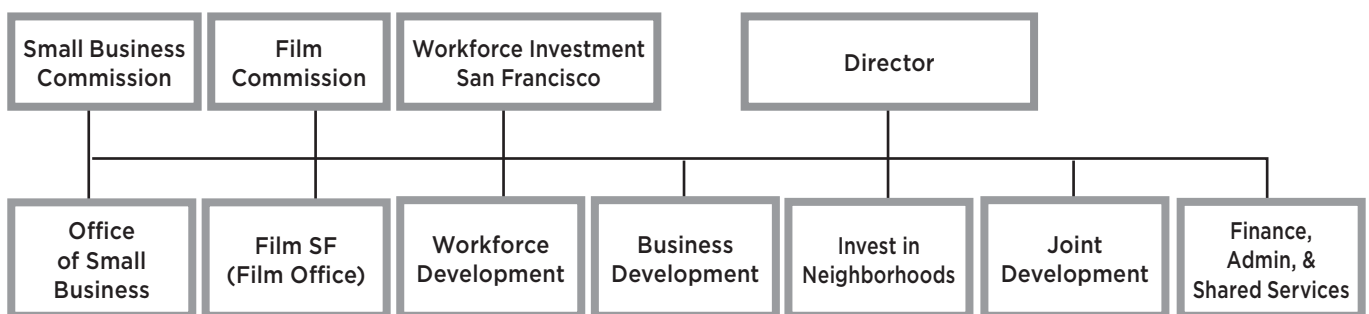 Small Business
Commission
Film
Commission
Workforce Investment
San Francisco
Director
Office
of Small
Business
Film SF
(Film Office)
Workforce
Development
Business
Development
Invest in
Neighborhoods
Joint
Development
Finance,
Admin, &
Shared Services